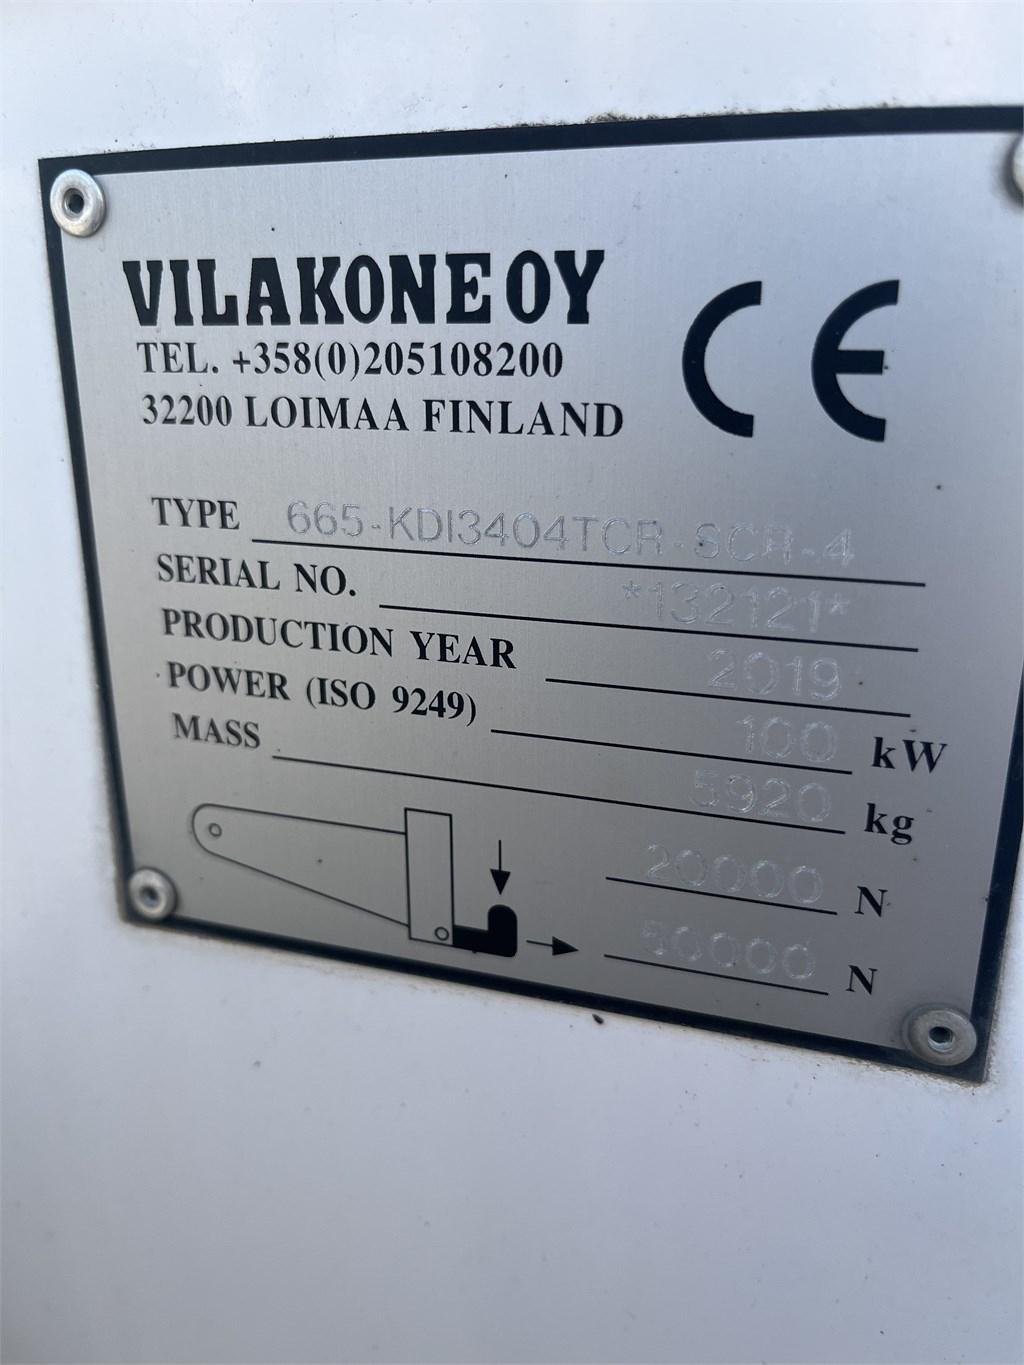 VILAKONE OY
TEL. +358(0)205108200
32200 LOIMAA FINLAND
CE
TYPE 665-KDI3404TCR-SCR-4
SERIAL NO. *132121*
PRODUCTION YEAR 2019
POWER (ISO 9249) 100 kW
MASS 5920 kg
20000 N
50000 N